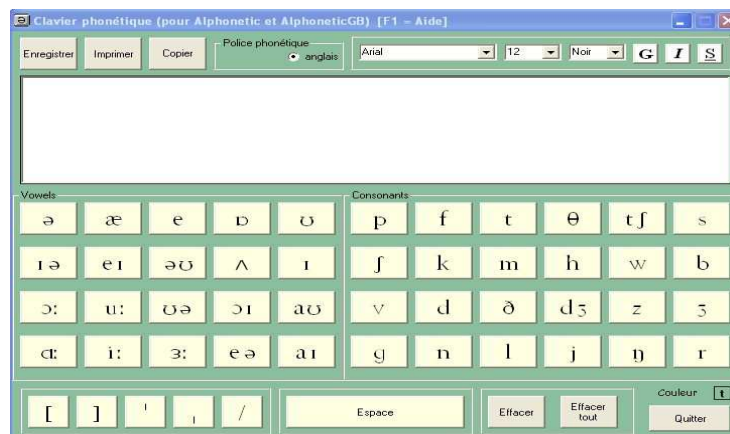 Clavier phonétique (pour Alphonetic et AlphoneticGB) [F1 = Aide]
Enregistrer Imprimer Copier Police phonétique anglais Arial 12 Noir G I S
Vowels Consonants
ə æ e ɒ ʊ p f t θ tʃ s
ɪə eɪ əʊ ʌ ɪ ʃ k m h w b
ɔː uː ʊə ɔɪ aʊ v d ð dʒ z ʒ
ɑː iː ɜː eə aɪ g n l j ŋ r
[ ] ˈ ˌ / Espace Effacer Effacer tout Couleur t
Quitter